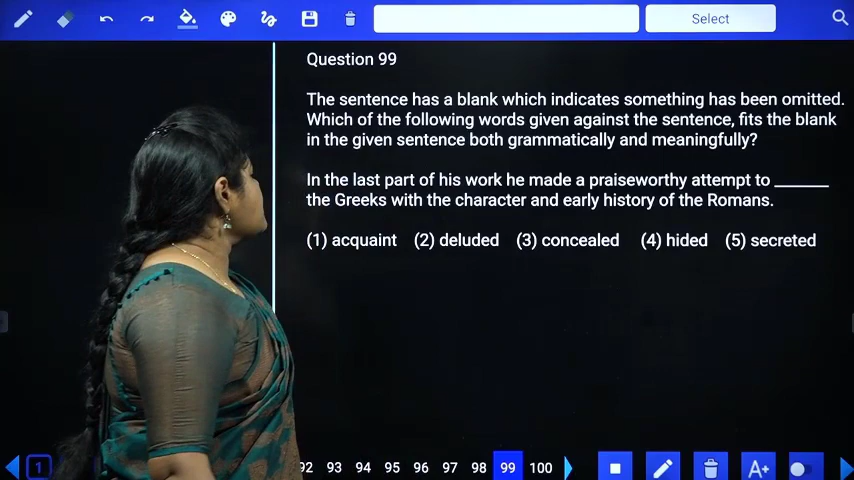 Select
Question 99
The sentence has a blank which indicates something has been omitted.
Which of the following words given against the sentence, fits the blank
in the given sentence both grammatically and meaningfully?
In the last part of his work he made a praiseworthy attempt to ______
the Greeks with the character and early history of the Romans.
(1) acquaint (2) deluded (3) concealed (4) hided (5) secreted
1 92 93 94 95 96 97 98 99 100 A+